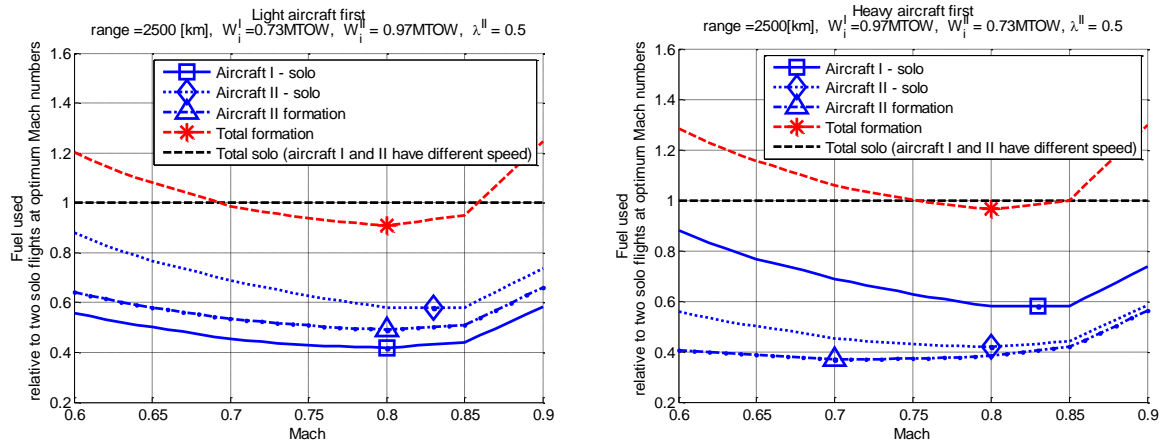 Light aircraft first
range =2500 [km], W_i^I =0.73MTOW, W_i^II = 0.97MTOW, λ^II = 0.5
Fuel used
relative to two solo flights at optimum Mach numbers
1.6
1.4
1.2
1
0.8
0.6
0.4
0.2
Aircraft I - solo
Aircraft II - solo
Aircraft II formation
Total formation
Total solo (aircraft I and II have different speed)
0.6
0.65
0.7
0.75
0.8
0.85
0.9
Mach
Heavy aircraft first
range =2500[km], W_i^I =0.97MTOW, W_i^II = 0.73MTOW, λ^II = 0.5
Fuel used
relative to two solo flights at optimum Mach numbers
1.6
1.4
1.2
1
0.8
0.6
0.4
0.2
Aircraft I - solo
Aircraft II - solo
Aircraft II formation
Total formation
Total solo (aircraft I and II have different speed)
0.6
0.65
0.7
0.75
0.8
0.85
0.9
Mach